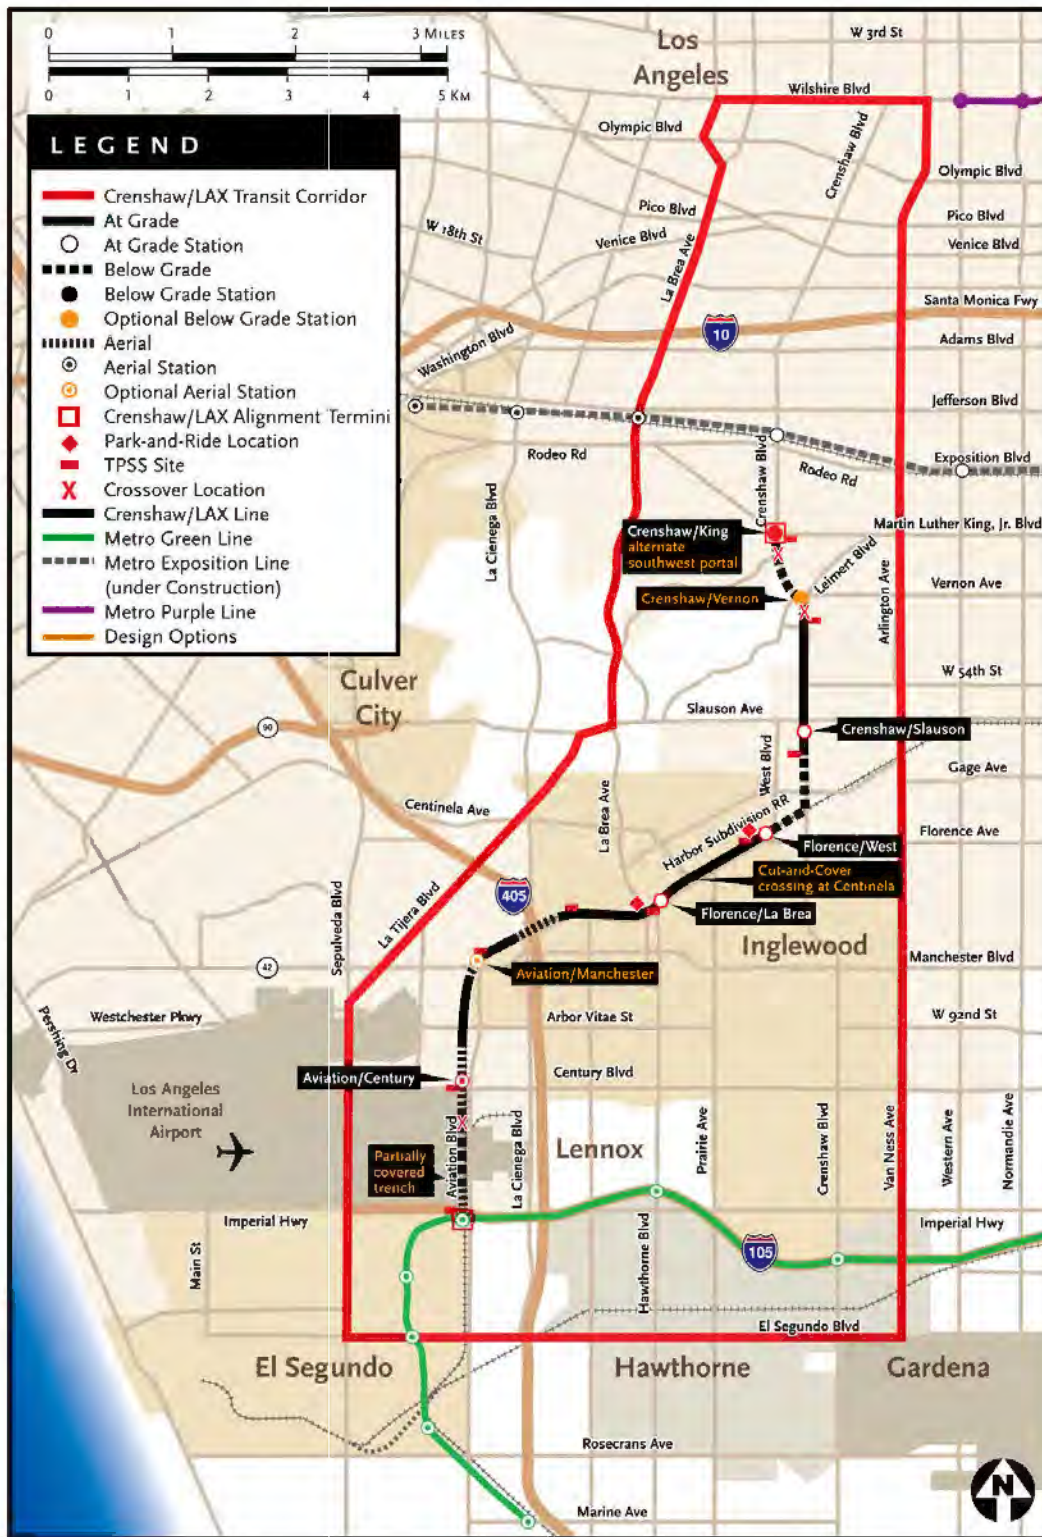 0 1 2 3 MILES
0 1 2 3 4 5 KM
LEGEND
Crenshaw/LAX Transit Corridor
At Grade
At Grade Station
Below Grade
Below Grade Station
Optional Below Grade Station
Aerial
Aerial Station
Optional Aerial Station
Crenshaw/LAX Alignment Termini
Park-and-Ride Location
TPSS Site
X Crossover Location
Crenshaw/LAX Line
Metro Green Line
Metro Exposition Line
(under Construction)
Metro Purple Line
Design Options
Los
Angeles
W 3rd St
Wilshire Blvd
Olympic Blvd
Crenshaw Blvd
Olympic Blvd
Pico Blvd
Pico Blvd
W 18th St
Venice Blvd
Venice Blvd
La Brea Ave
Santa Monica Fwy
10
Washington Blvd
Adams Blvd
Jefferson Blvd
Rodeo Rd
Crenshaw Blvd
Rodeo Rd
Exposition Blvd
La Cienega Blvd
Crenshaw/King
alternate
southwest portal
Martin Luther King, Jr. Blvd
Leimert Blvd
Crenshaw/Vernon
Arlington Ave
Vernon Ave
Culver
City
W 54th St
90
Slauson Ave
Crenshaw/Slauson
West Blvd
Gage Ave
Centinela Ave
La Brea Ave
Harbor Subdivision RR
Florence Ave
Florence/West
Cut-and-Cover
crossing at Centinela
405
Florence/La Brea
Sepulveda Blvd
La Tijera Blvd
Inglewood
42
Aviation/Manchester
Manchester Blvd
Pershing Dr
Westchester Pkwy
Arbor Vitae St
W 92nd St
Aviation/Century
Century Blvd
Los Angeles
International
Airport
Partially
covered
trench
Aviation Blvd
La Cienega Blvd
Lennox
Prairie Ave
Crenshaw Blvd
Van Ness Ave
Western Ave
Normandie Ave
Imperial Hwy
Imperial Hwy
Main St
Hawthorne Blvd
105
El Segundo Blvd
El Segundo
Hawthorne
Gardena
Rosecrans Ave
Marine Ave
N